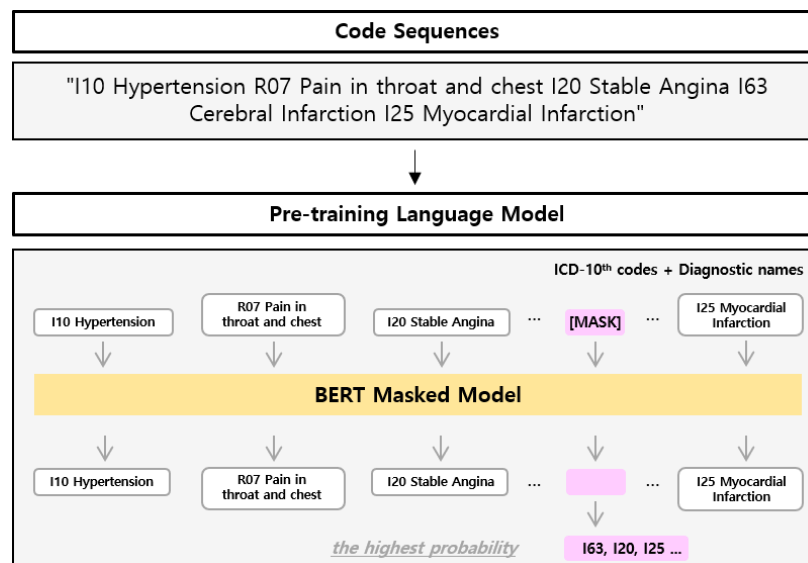 Code Sequences
"I10 Hypertension R07 Pain in throat and chest I20 Stable Angina I63
Cerebral Infarction I25 Myocardial Infarction"
Pre-training Language Model
ICD-10th codes + Diagnostic names
I10 Hypertension
R07 Pain in
throat and chest
I20 Stable Angina
...
[MASK]
...
I25 Myocardial
Infarction
BERT Masked Model
I10 Hypertension
R07 Pain in
throat and chest
I20 Stable Angina
...
...
I25 Myocardial
Infarction
the highest probability
I63, I20, I25 ...